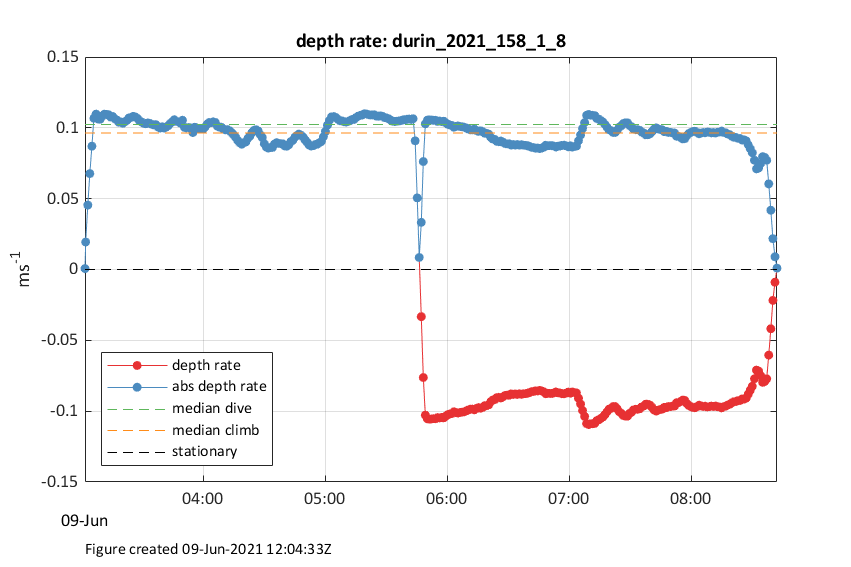 depth rate: durin_2021_158_1_8
0.15
0.1
0.05
0
-0.05
-0.1
-0.15
ms-1
depth rate
abs depth rate
median dive
median climb
stationary
04:00 05:00 06:00 07:00 08:00
09-Jun
Figure created 09-Jun-2021 12:04:33Z